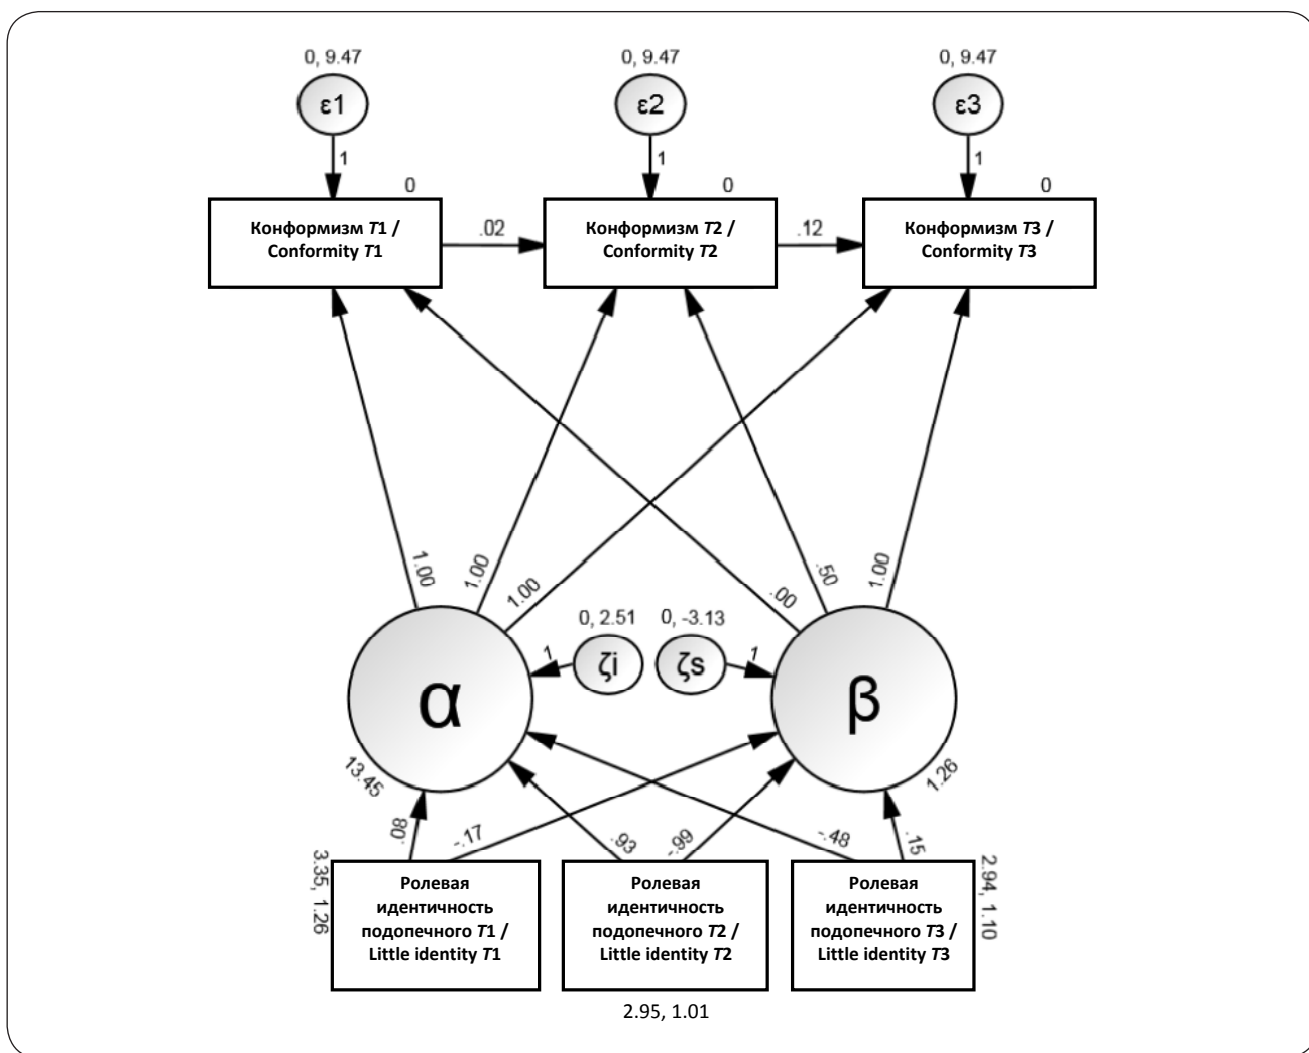 0, 9.47
0, 9.47
0, 9.47
ε1
ε2
ε3
1
1
1
0
0
0
Конформизм T1 /
Conformity T1
.02
Конформизм T2 /
Conformity T2
.12
Конформизм T3 /
Conformity T3
1.00
1.00
1.00
.00
.50
1.00
0, 2.51
0, -3.13
1
ζi
ζs
1
α
β
13.45
1.26
.08
-.17
.93
-.99
-.48
.15
3.35, 1.26
Ролевая
идентичность
подопечного T1 /
Little identity T1
Ролевая
идентичность
подопечного T2 /
Little identity T2
Ролевая
идентичность
подопечного T3 /
Little identity T3
2.94, 1.10
2.95, 1.01